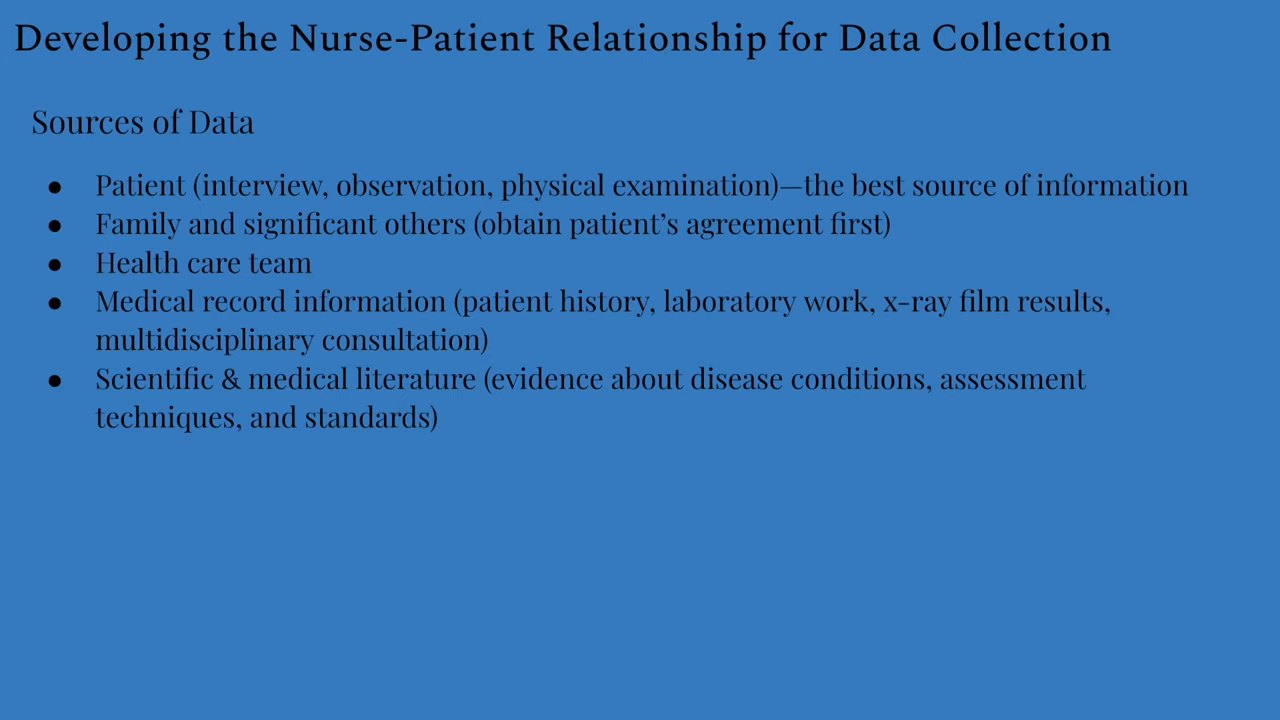 Developing the Nurse-Patient Relationship for Data Collection
Sources of Data
● Patient (interview, observation, physical examination)—the best source of information
● Family and significant others (obtain patient’s agreement first)
● Health care team
● Medical record information (patient history, laboratory work, x-ray film results,
multidisciplinary consultation)
● Scientific & medical literature (evidence about disease conditions, assessment
techniques, and standards)